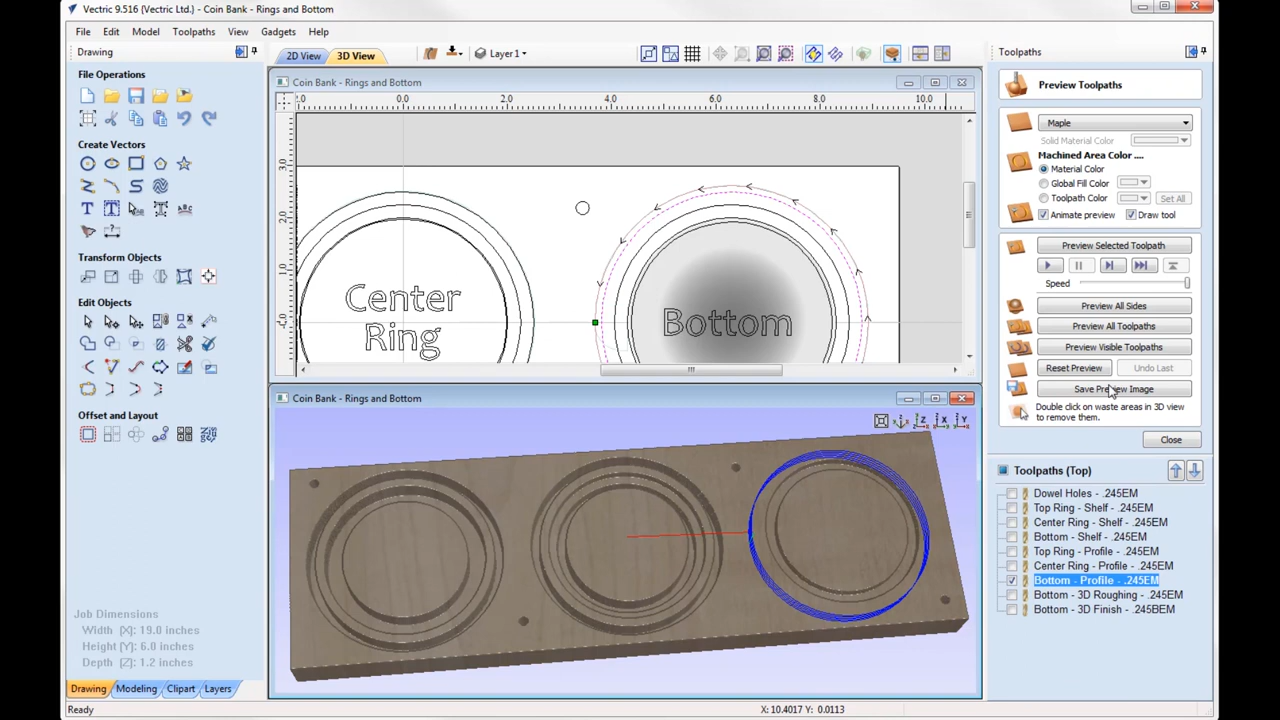 Vectric 9.516 (Vectric Ltd.) - Coin Bank - Rings and Bottom
File Edit Model Toolpaths View Gadgets Help
Drawing
File Operations
Create Vectors
Transform Objects
Edit Objects
Offset and Layout
Job Dimensions
Width [X]: 19.0 inches
Height [Y]: 6.0 inches
Depth [Z]: 1.2 inches
Drawing Modeling Clipart Layers
Ready
2D View 3D View
Layer 1
Coin Bank - Rings and Bottom
0.0 2.0 4.0 6.0 8.0 10.0
3.0
2.0
1.0
Center
Ring
Bottom
Coin Bank - Rings and Bottom
X: 10.4017 Y: 0.0113
Toolpaths
Preview Toolpaths
Maple
Solid Material Color
Machined Area Color ....
Material Color
Global Fill Color
Toolpath Color Set All
Animate preview Draw tool
Preview Selected Toolpath
Speed
Preview All Sides
Preview All Toolpaths
Preview Visible Toolpaths
Reset Preview Undo Last
Save Preview Image
Double click on waste areas in 3D view
to remove them.
Close
Toolpaths (Top)
Dowel Holes - .245EM
Top Ring - Shelf - .245EM
Center Ring - Shelf - .245EM
Bottom - Shelf - .245EM
Top Ring - Profile - .245EM
Center Ring - Profile - .245EM
Bottom - Profile - .245EM
Bottom - 3D Roughing - .245EM
Bottom - 3D Finish - .245BEM